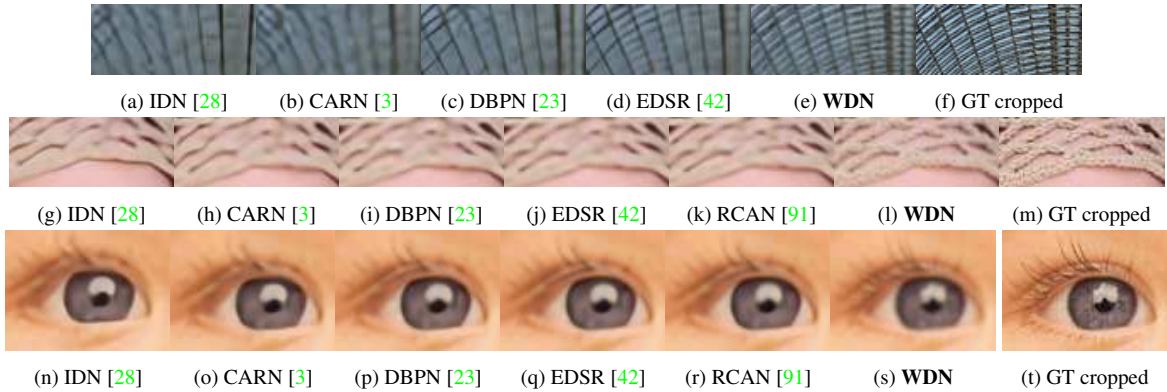 (a) IDN [28] (b) CARN [3] (c) DBPN [23] (d) EDSR [42] (e) WDN (f) GT cropped
(g) IDN [28] (h) CARN [3] (i) DBPN [23] (j) EDSR [42] (k) RCAN [91] (l) WDN (m) GT cropped
(n) IDN [28] (o) CARN [3] (p) DBPN [23] (q) EDSR [42] (r) RCAN [91] (s) WDN (t) GT cropped